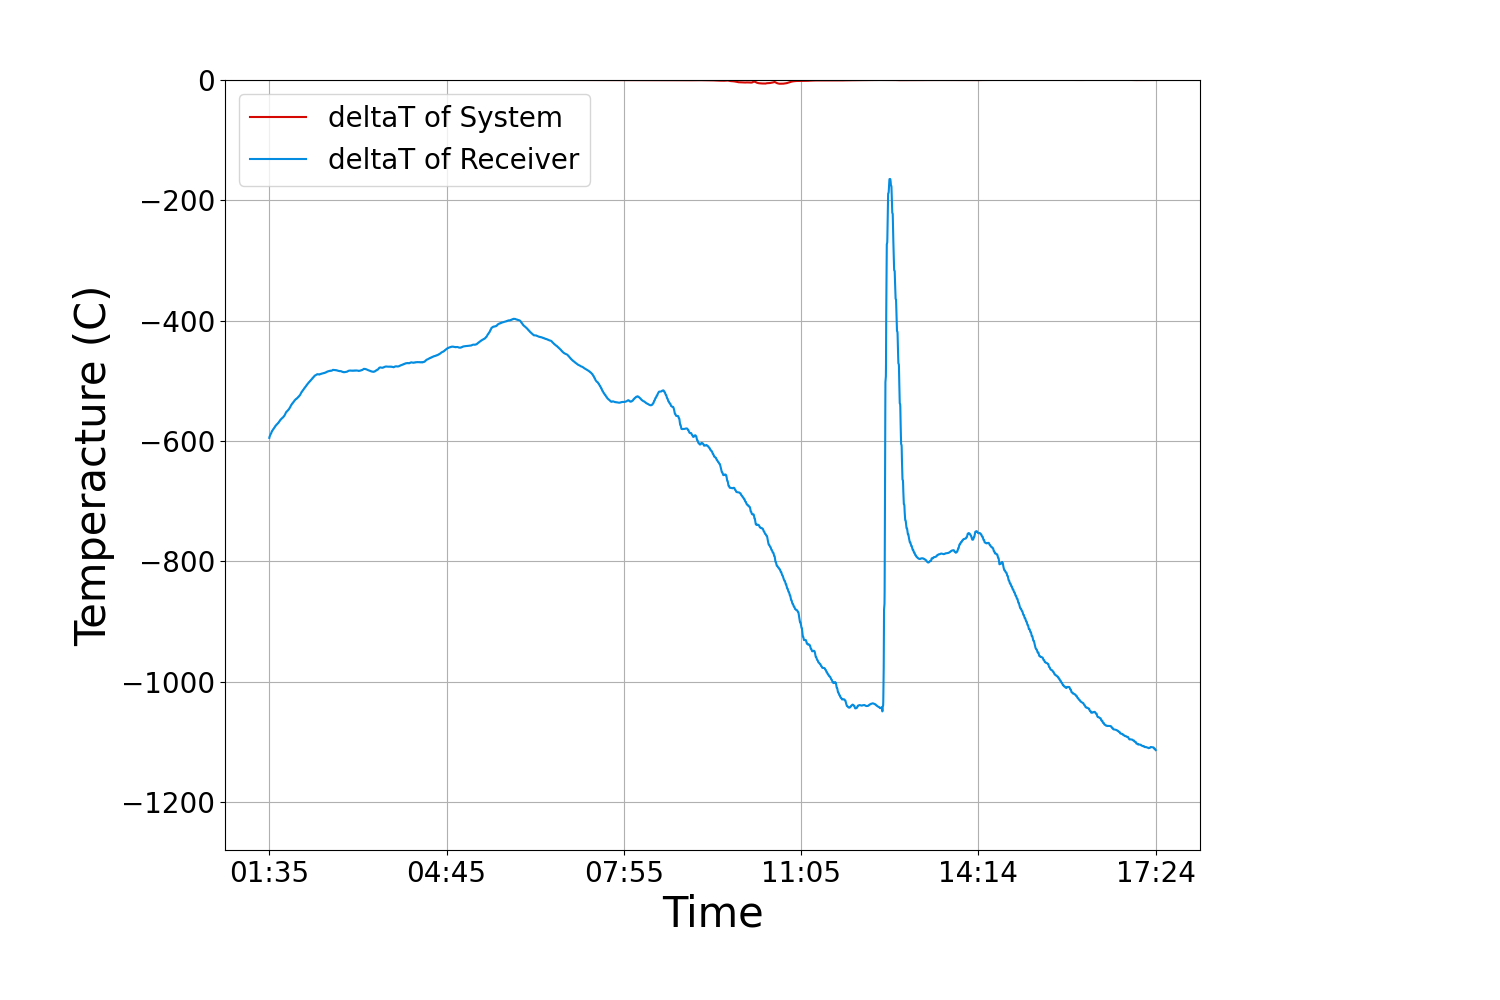 0
deltaT of System
deltaT of Receiver
−200
−400
−600
−800
−1000
−1200
Temperacture (C)
01:35 04:45 07:55 11:05 14:14 17:24
Time